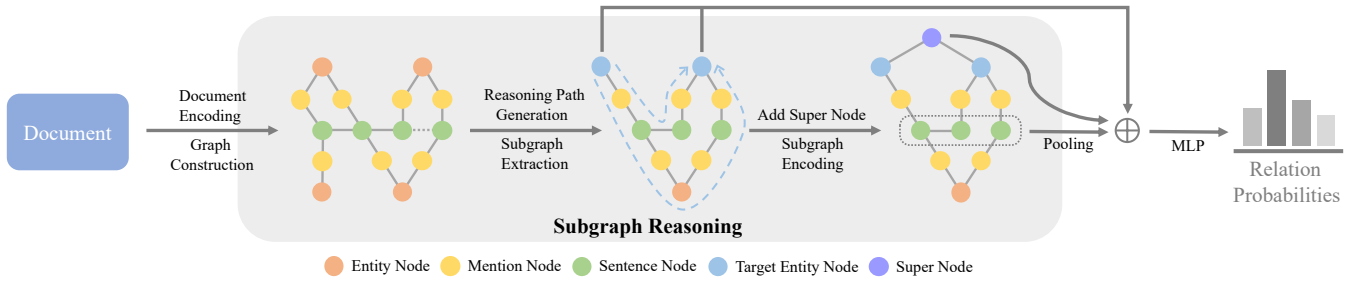 Document
Document
Encoding
Graph
Construction
Reasoning Path
Generation
Subgraph
Extraction
Add Super Node
Subgraph
Encoding
Pooling
MLP
Relation
Probabilities
Subgraph Reasoning
Entity Node
Mention Node
Sentence Node
Target Entity Node
Super Node